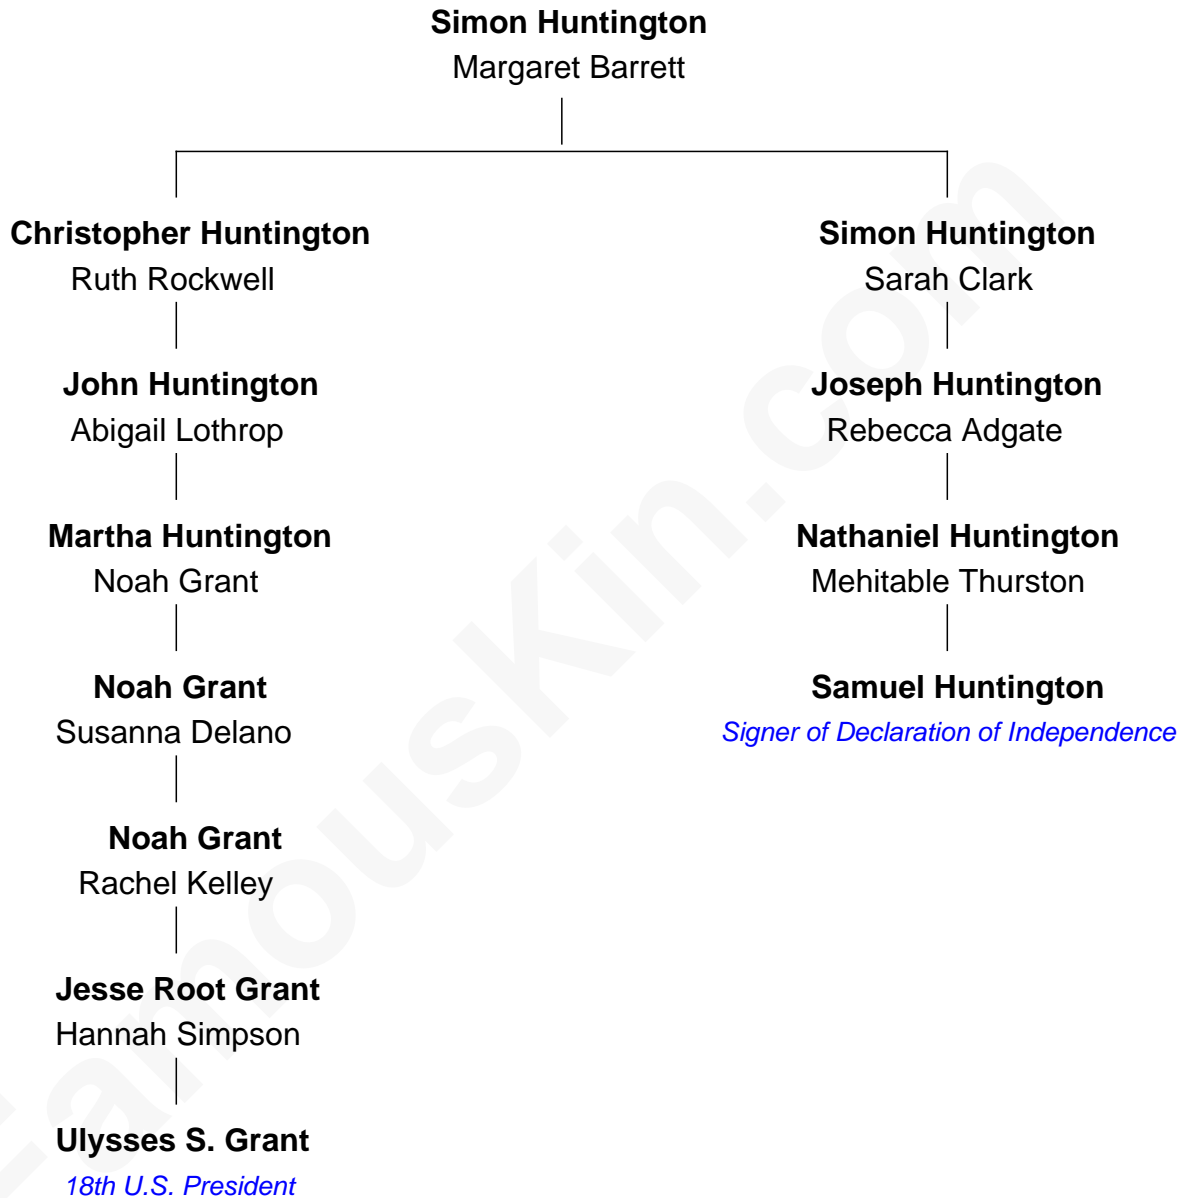 Simon Huntington
Margaret Barrett
Christopher Huntington
Ruth Rockwell
John Huntington
Abigail Lothrop
Martha Huntington
Noah Grant
Noah Grant
Susanna Delano
Noah Grant
Rachel Kelley
Jesse Root Grant
Hannah Simpson
Ulysses S. Grant
18th U.S. President
Simon Huntington
Sarah Clark
Joseph Huntington
Rebecca Adgate
Nathaniel Huntington
Mehitable Thurston
Samuel Huntington
Signer of Declaration of Independence
FamousKin.com